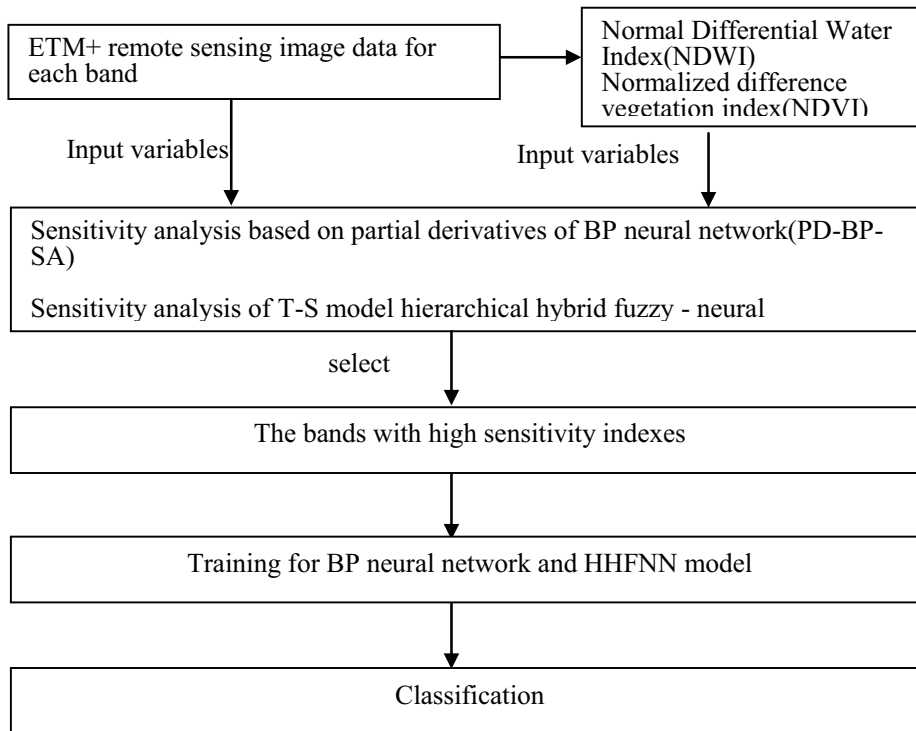 ETM+ remote sensing image data for
each band
Normal Differential Water
Index(NDWI)
Normalized difference
vegetation index(NDVI)
Input variables
Input variables
Sensitivity analysis based on partial derivatives of BP neural network(PD-BP-
SA)
Sensitivity analysis of T-S model hierarchical hybrid fuzzy - neural
select
The bands with high sensitivity indexes
Training for BP neural network and HHFNN model
Classification